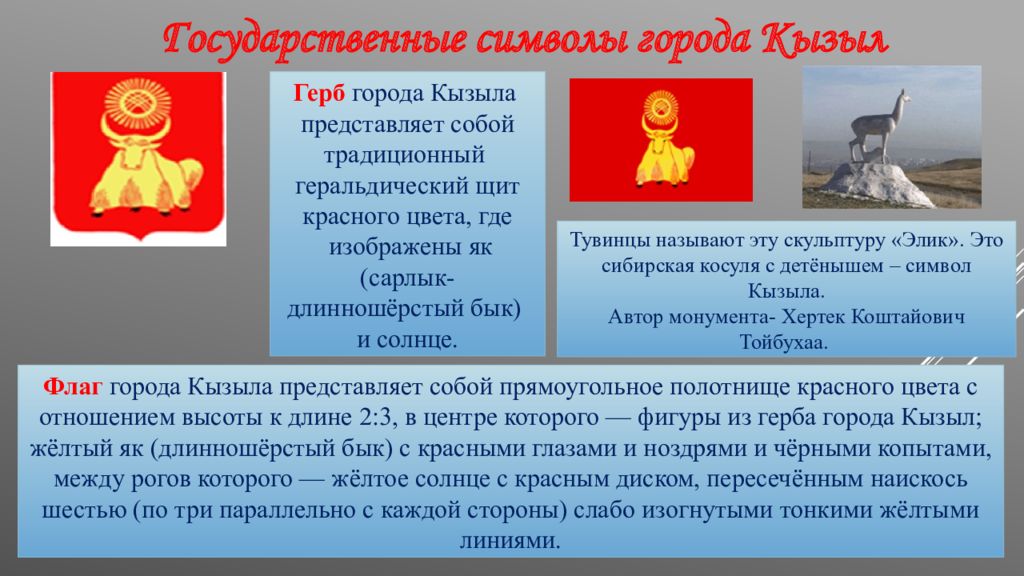 Государственные символы города Кызыл
Герб города Кызыла
представляет собой
традиционный
геральдический щит
красного цвета, где
изображены як
(сарлык-
длинношёрстый бык)
и солнце.
Тувинцы называют эту скульптуру «Элик». Это
сибирская косуля с детёнышем – символ
Кызыла.
Автор монумента- Хертек Коштайович
Тойбухаа.
Флаг города Кызыла представляет собой прямоугольное полотнище красного цвета с
отношением высоты к длине 2:3, в центре которого — фигуры из герба города Кызыл;
жёлтый як (длинношёрстый бык) с красными глазами и ноздрями и чёрными копытами,
между рогов которого — жёлтое солнце с красным диском, пересечённым наискось
шестью (по три параллельно с каждой стороны) слабо изогнутыми тонкими жёлтыми
линиями.